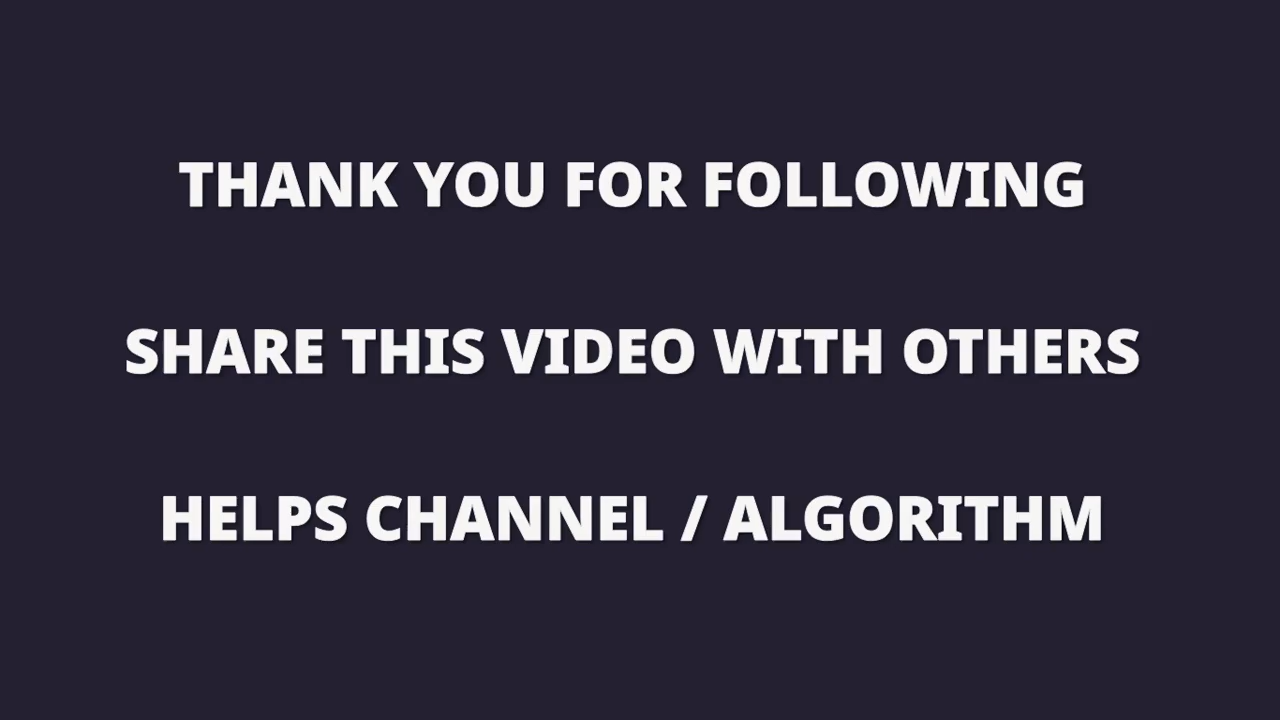 THANK YOU FOR FOLLOWING
SHARE THIS VIDEO WITH OTHERS
HELPS CHANNEL / ALGORITHM